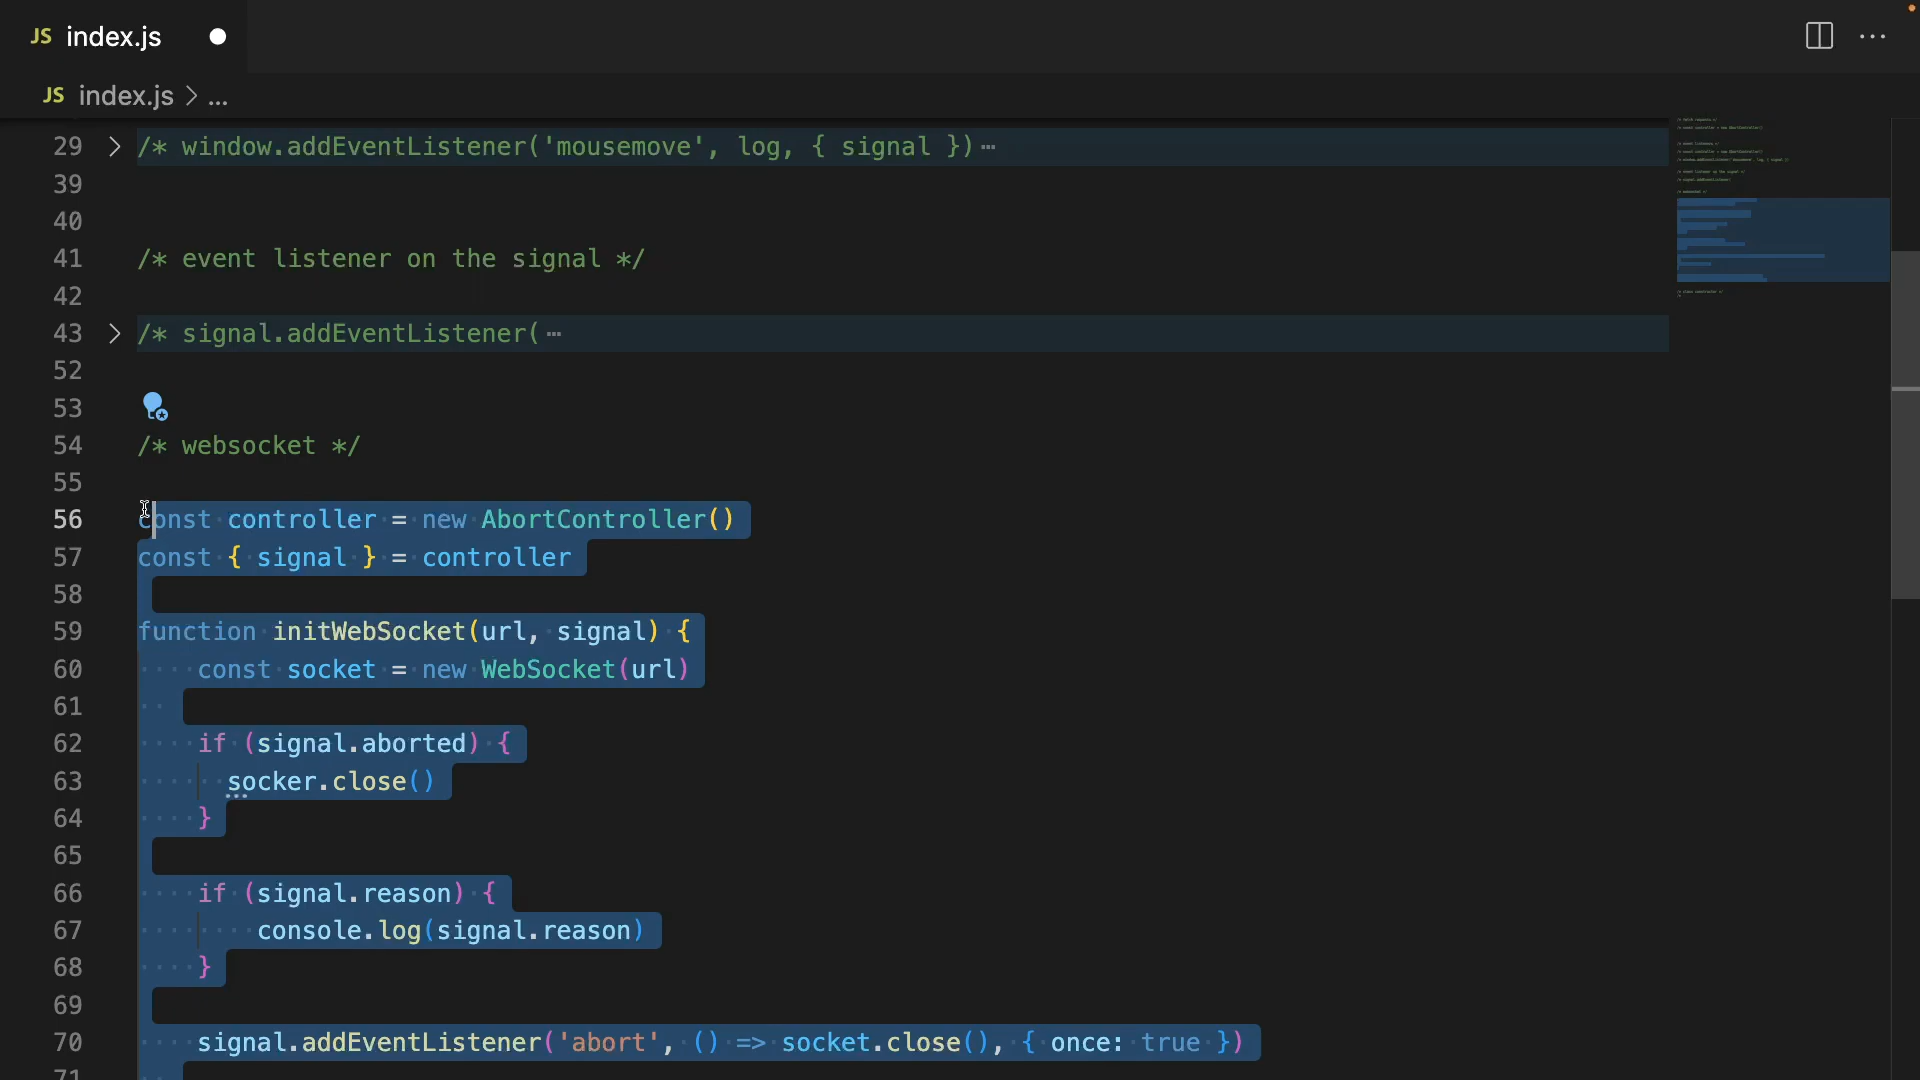 JS index.js
JS index.js > ...
29 > /* window.addEventListener('mousemove', log, { signal }) ⋯
39
40
41 /* event listener on the signal */
42
43 > /* signal.addEventListener( ⋯
52
53
54 /* websocket */
55
56 const controller = new AbortController()
57 const { signal } = controller
58
59 function initWebSocket(url, signal) {
60     const socket = new WebSocket(url)
61
62     if (signal.aborted) {
63       socker.close()
64     }
65
66     if (signal.reason) {
67         console.log(signal.reason)
68     }
69
70     signal.addEventListener('abort', () => socket.close(), { once: true })
71